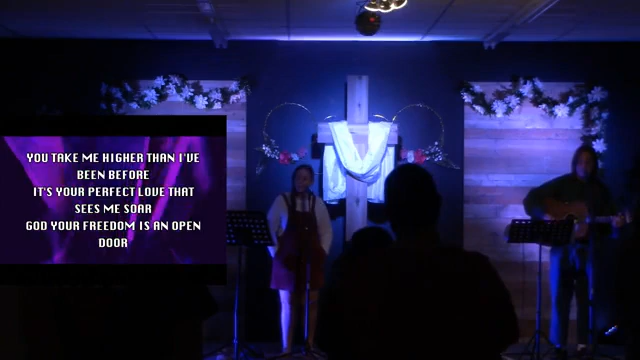 YOU TAKE ME HIGHER THAN I'VE
BEEN BEFORE
IT'S YOUR PERFECT LOVE THAT
SEES ME SOAR
GOD YOUR FREEDOM IS AN OPEN
DOOR